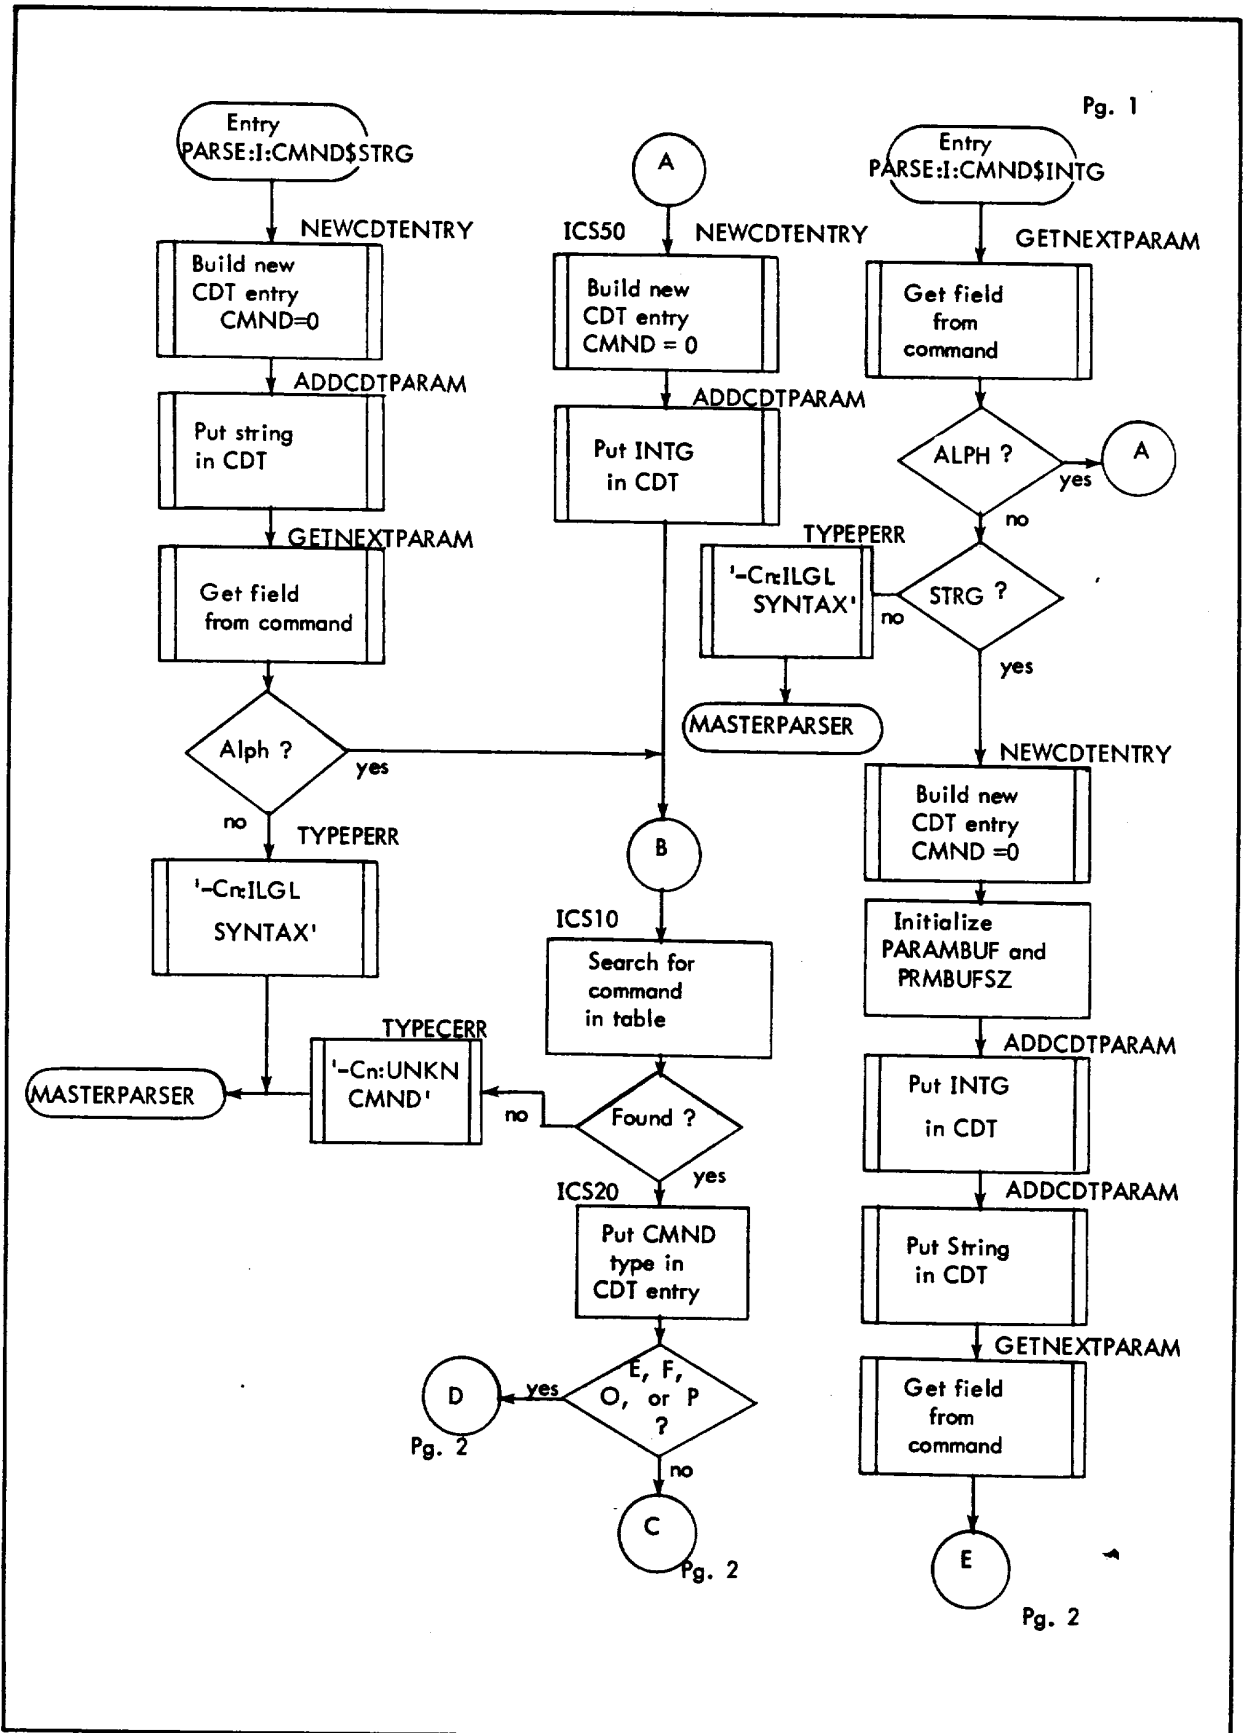 Pg. 1
Entry
PARSE:I:CMND$STRG
NEWCDTENTRY
Build new
CDT entry
CMND=0
ADDCDTPARAM
Put string
in CDT
GETNEXTPARAM
Get field
from command
Alph ?
yes
no
TYPEPERR
'-Cn:ILGL
SYNTAX'
MASTERPARSER
A
ICS50
NEWCDTENTRY
Build new
CDT entry
CMND = 0
ADDCDTPARAM
Put INTG
in CDT
B
ICS10
Search for
command
in table
TYPECERR
'-Cn:UNKN
CMND'
no
Found ?
yes
ICS20
Put CMND
type in
CDT entry
E, F,
O, or P
?
yes
D
Pg. 2
no
C
Pg. 2
Entry
PARSE:I:CMND$INTG
GETNEXTPARAM
Get field
from
command
ALPH ?
yes
A
no
STRG ?
no
TYPEPERR
'-Cn:ILGL
SYNTAX'
MASTERPARSER
yes
NEWCDTENTRY
Build new
CDT entry
CMND =0
Initialize
PARAMBUF and
PRMBUFSZ
ADDCDTPARAM
Put INTG
in CDT
ADDCDTPARAM
Put String
in CDT
GETNEXTPARAM
Get field
from
command
E
Pg. 2